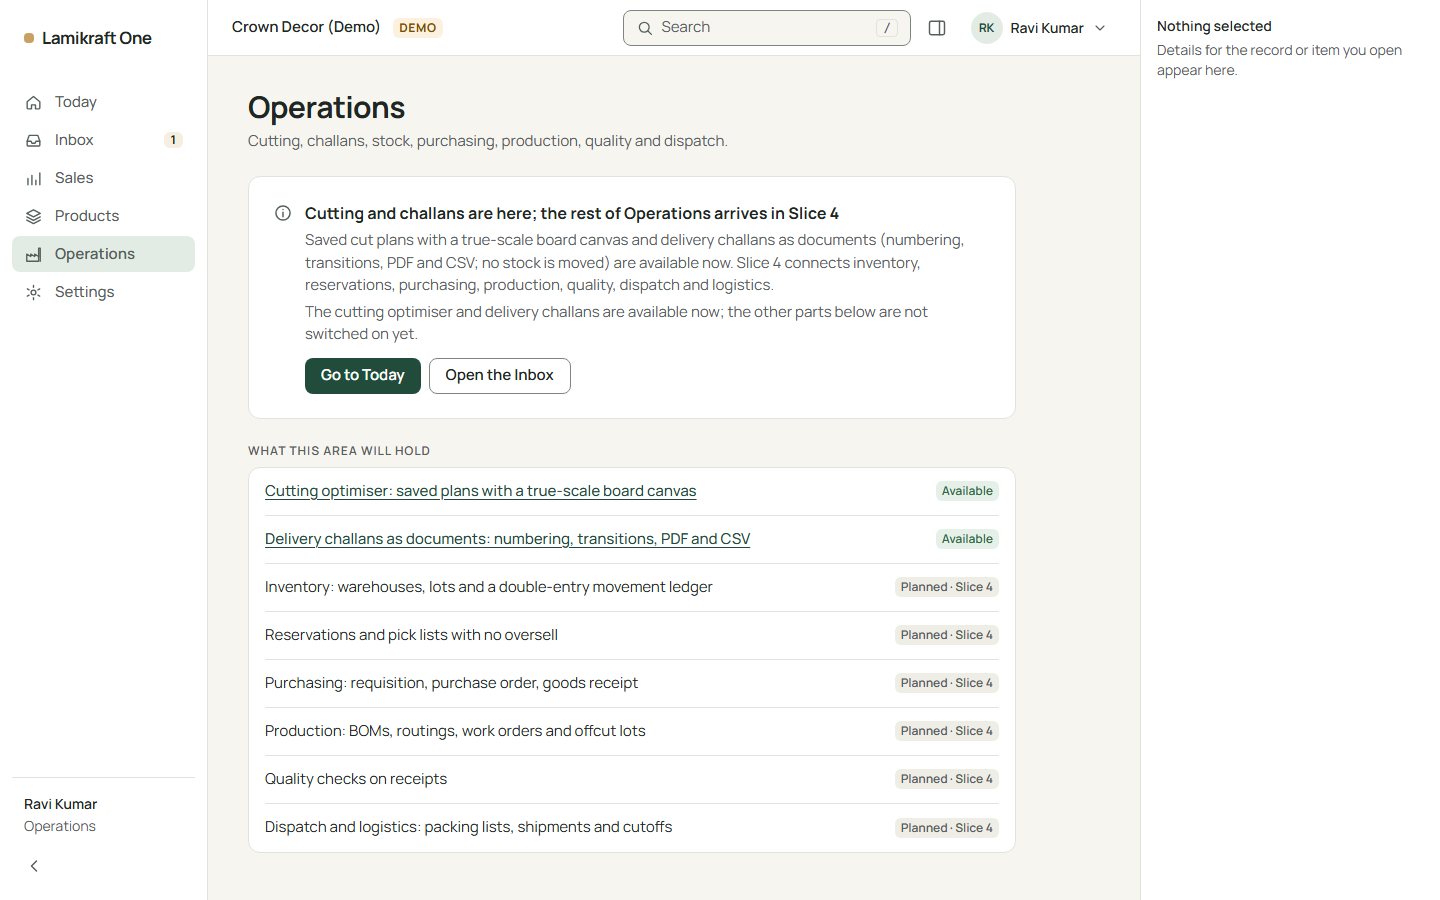 Lamikraft One
Today
Inbox 1
Sales
Products
Operations
Settings
Ravi Kumar
Operations
Crown Decor (Demo) DEMO
Search /
RK Ravi Kumar
Operations
Cutting, challans, stock, purchasing, production, quality and dispatch.
Cutting and challans are here; the rest of Operations arrives in Slice 4
Saved cut plans with a true-scale board canvas and delivery challans as documents (numbering,
transitions, PDF and CSV; no stock is moved) are available now. Slice 4 connects inventory,
reservations, purchasing, production, quality, dispatch and logistics.
The cutting optimiser and delivery challans are available now; the other parts below are not
switched on yet.
Go to Today Open the Inbox
WHAT THIS AREA WILL HOLD
Cutting optimiser: saved plans with a true-scale board canvas Available
Delivery challans as documents: numbering, transitions, PDF and CSV Available
Inventory: warehouses, lots and a double-entry movement ledger Planned · Slice 4
Reservations and pick lists with no oversell Planned · Slice 4
Purchasing: requisition, purchase order, goods receipt Planned · Slice 4
Production: BOMs, routings, work orders and offcut lots Planned · Slice 4
Quality checks on receipts Planned · Slice 4
Dispatch and logistics: packing lists, shipments and cutoffs Planned · Slice 4
Nothing selected
Details for the record or item you open
appear here.